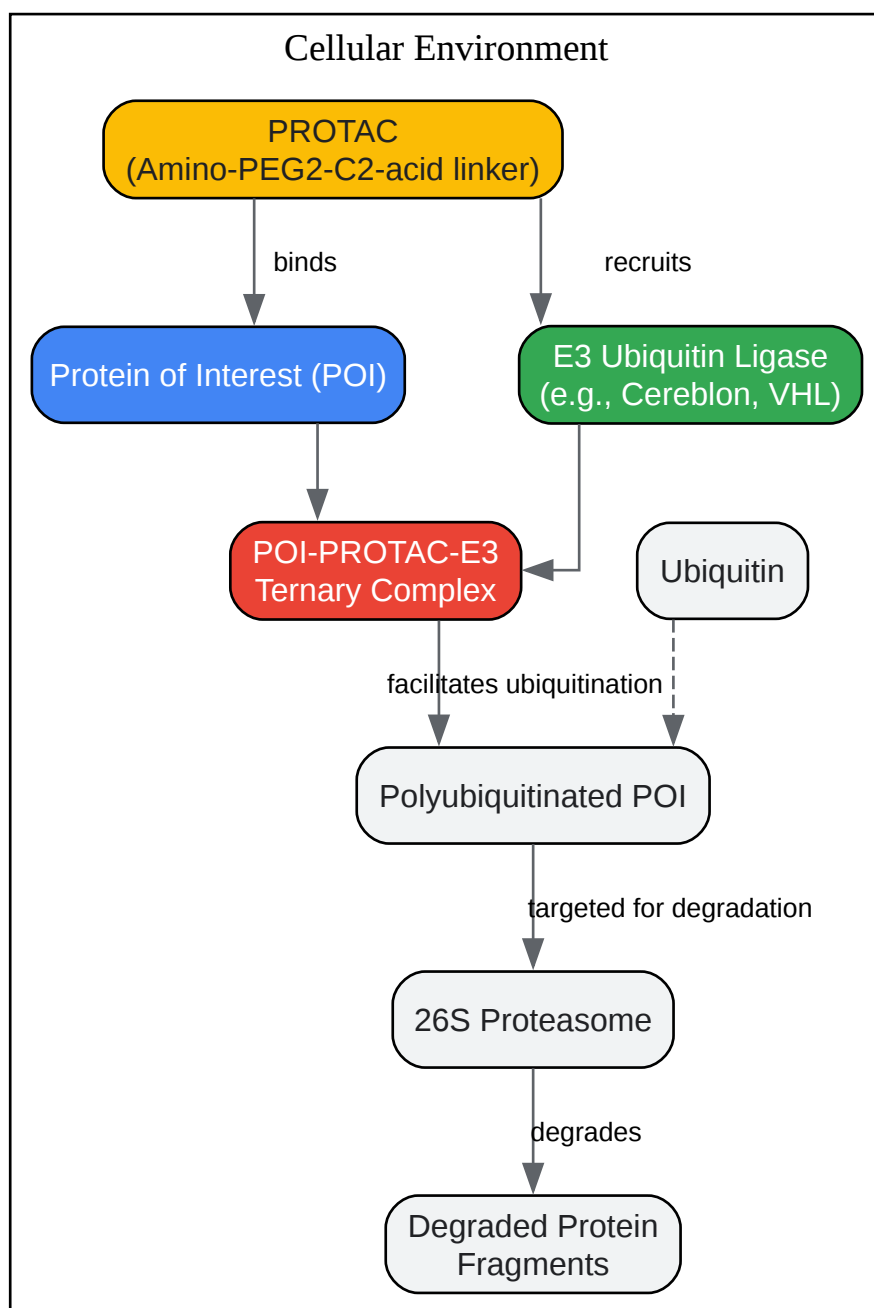 Cellular Environment
PROTAC
(Amino-PEG2-C2-acid linker)
binds
recruits
Protein of Interest (POI)
E3 Ubiquitin Ligase
(e.g., Cereblon, VHL)
POI-PROTAC-E3
Ternary Complex
Ubiquitin
facilitates ubiquitination
Polyubiquitinated POI
targeted for degradation
26S Proteasome
degrades
Degraded Protein
Fragments